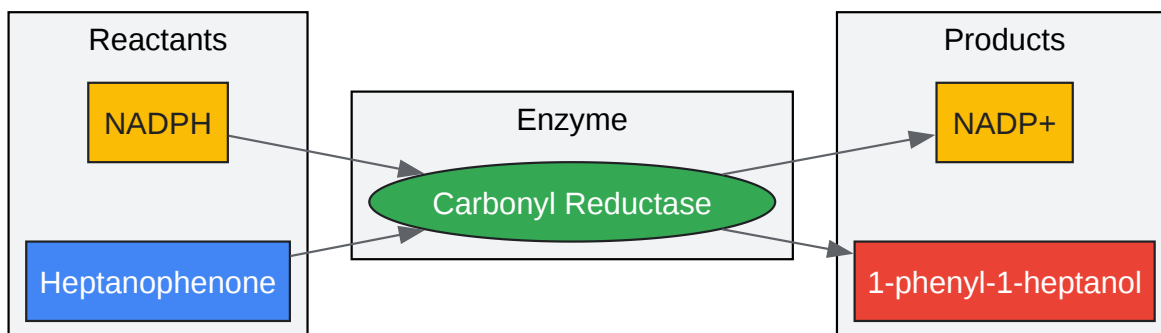 Reactants
NADPH
Heptanophenone
Enzyme
Carbonyl Reductase
Products
NADP+
1-phenyl-1-heptanol